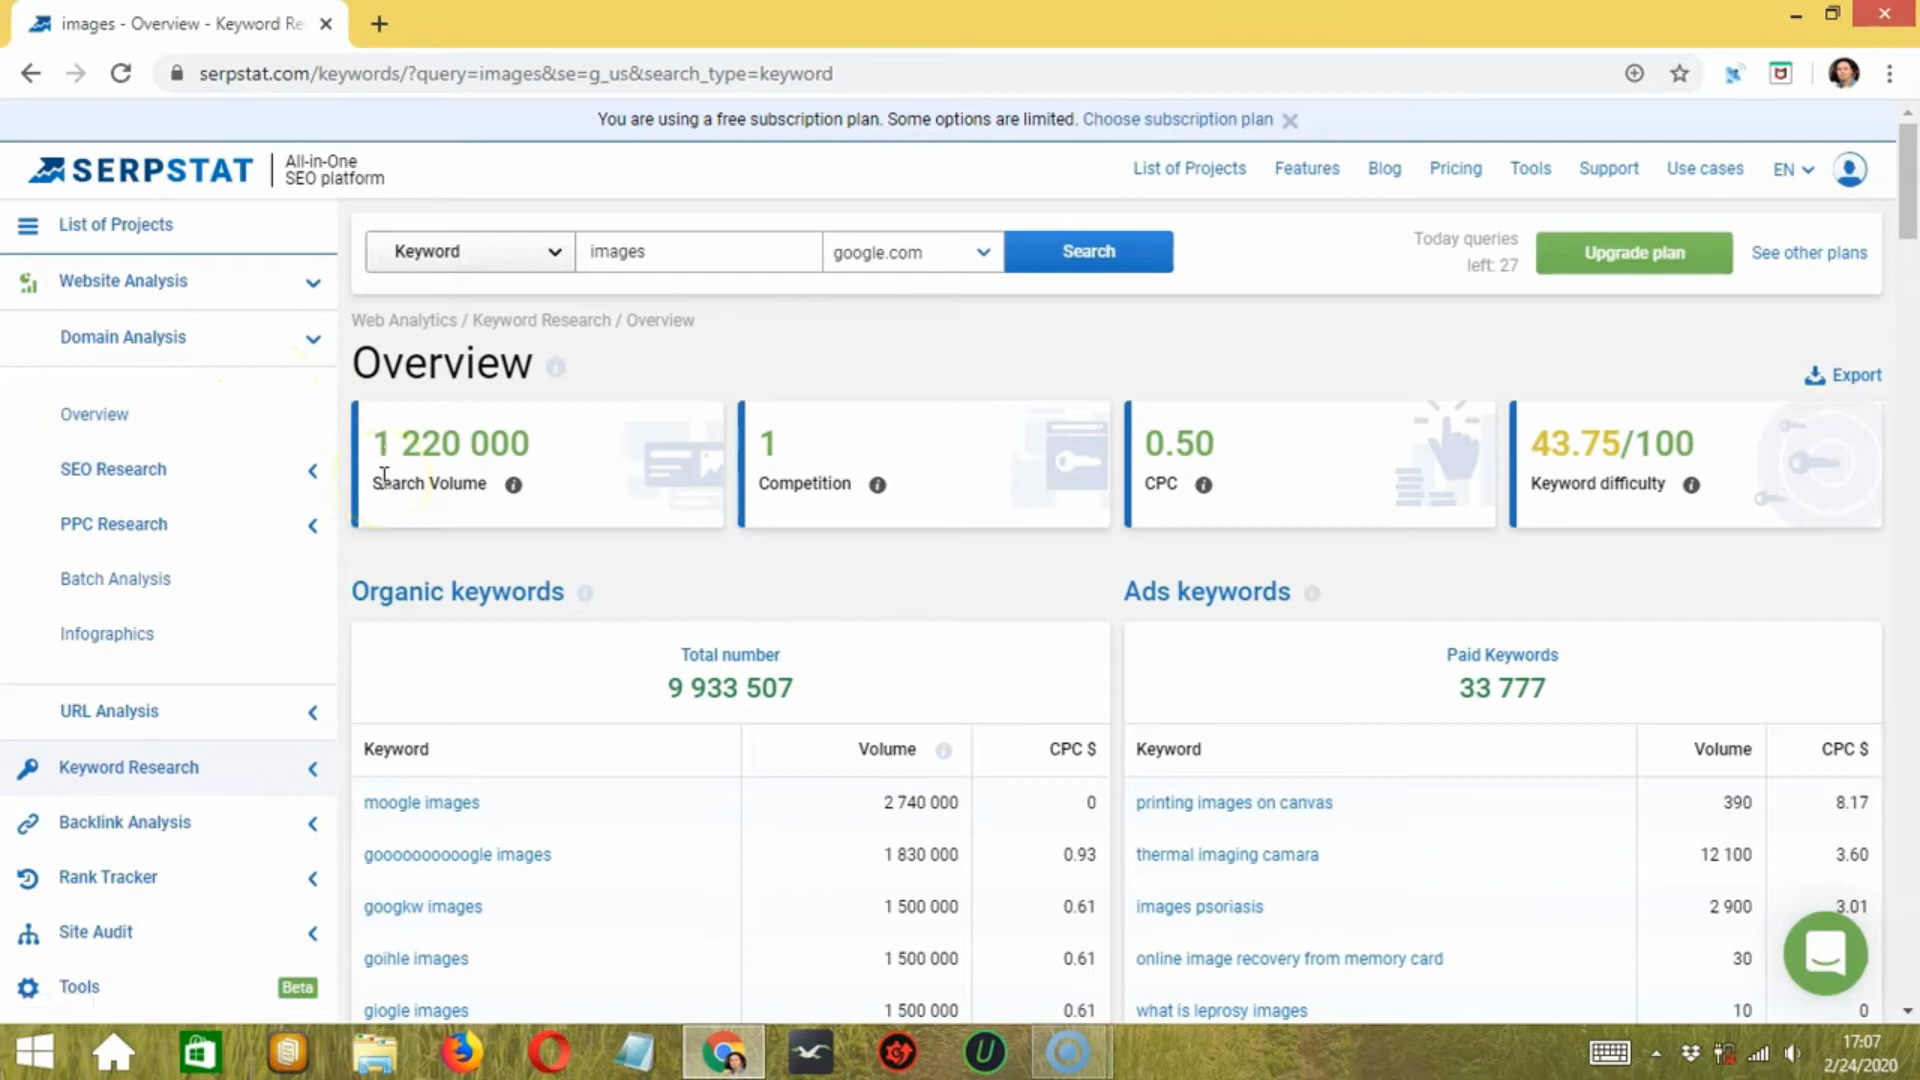 images - Overview - Keyword Re
serpstat.com/keywords/?query=images&se=g_us&search_type=keyword
You are using a free subscription plan. Some options are limited. Choose subscription plan
SERPSTAT
All-in-One
SEO platform
List of Projects
Features
Blog
Pricing
Tools
Support
Use cases
EN
List of Projects
Website Analysis
Domain Analysis
Overview
SEO Research
PPC Research
Batch Analysis
Infographics
URL Analysis
Keyword Research
Backlink Analysis
Rank Tracker
Site Audit
Tools
Beta
Keyword
images
google.com
Search
Today queries
left: 27
Upgrade plan
See other plans
Web Analytics / Keyword Research / Overview
Overview
Export
1 220 000
Search Volume
1
Competition
0.50
CPC
43.75/100
Keyword difficulty
Organic keywords
Total number
9 933 507
Keyword Volume CPC $
moogle images 2 740 000 0
goooooooooogle images 1 830 000 0.93
googkw images 1 500 000 0.61
goihle images 1 500 000 0.61
giogle images 1 500 000 0.61
Ads keywords
Paid Keywords
33 777
Keyword Volume CPC $
printing images on canvas 390 8.17
thermal imaging camara 12 100 3.60
images psoriasis 2 900 3.01
online image recovery from memory card 30
what is leprosy images 10 0
17:07
2/24/2020